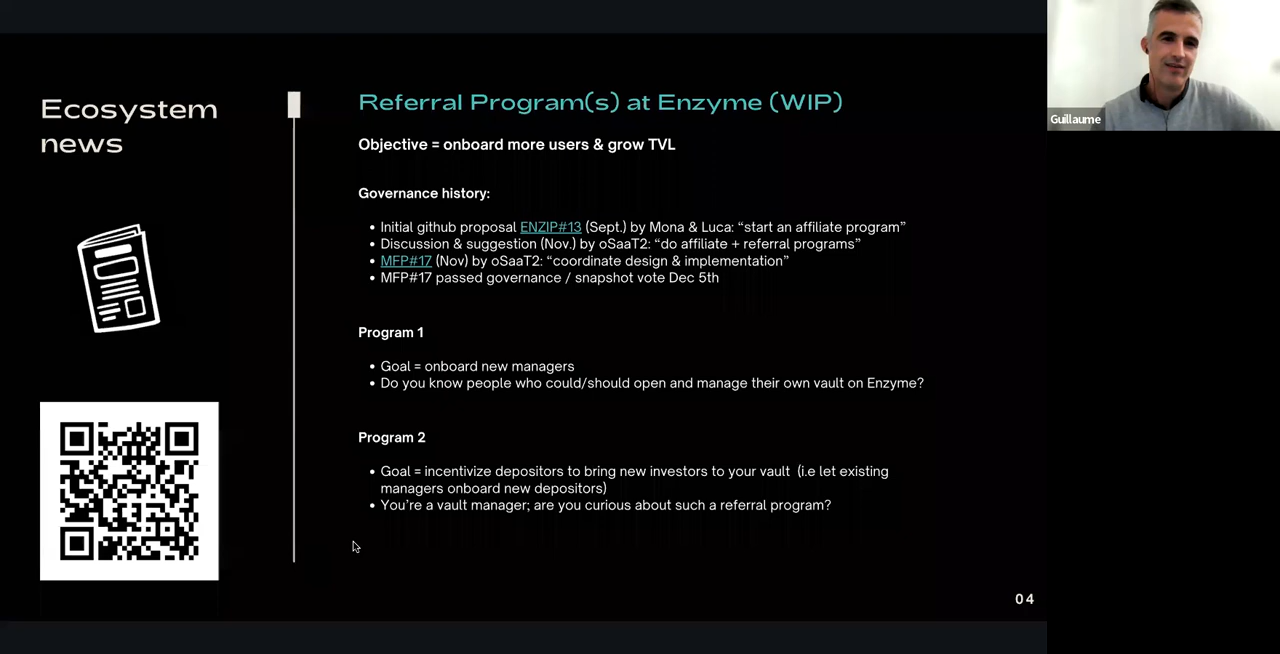 Ecosystem
news
Referral Program(s) at Enzyme (WIP)
Objective = onboard more users & grow TVL
Governance history:
• Initial github proposal ENZIP#13 (Sept.) by Mona & Luca: “start an affiliate program”
• Discussion & suggestion (Nov.) by oSaaT2: “do affiliate + referral programs”
• MFP#17 (Nov) by oSaaT2: “coordinate design & implementation”
• MFP#17 passed governance / snapshot vote Dec 5th
Program 1
• Goal = onboard new managers
• Do you know people who could/should open and manage their own vault on Enzyme?
Program 2
• Goal = incentivize depositors to bring new investors to your vault (i.e let existing
managers onboard new depositors)
• You’re a vault manager; are you curious about such a referral program?
04
Guillaume